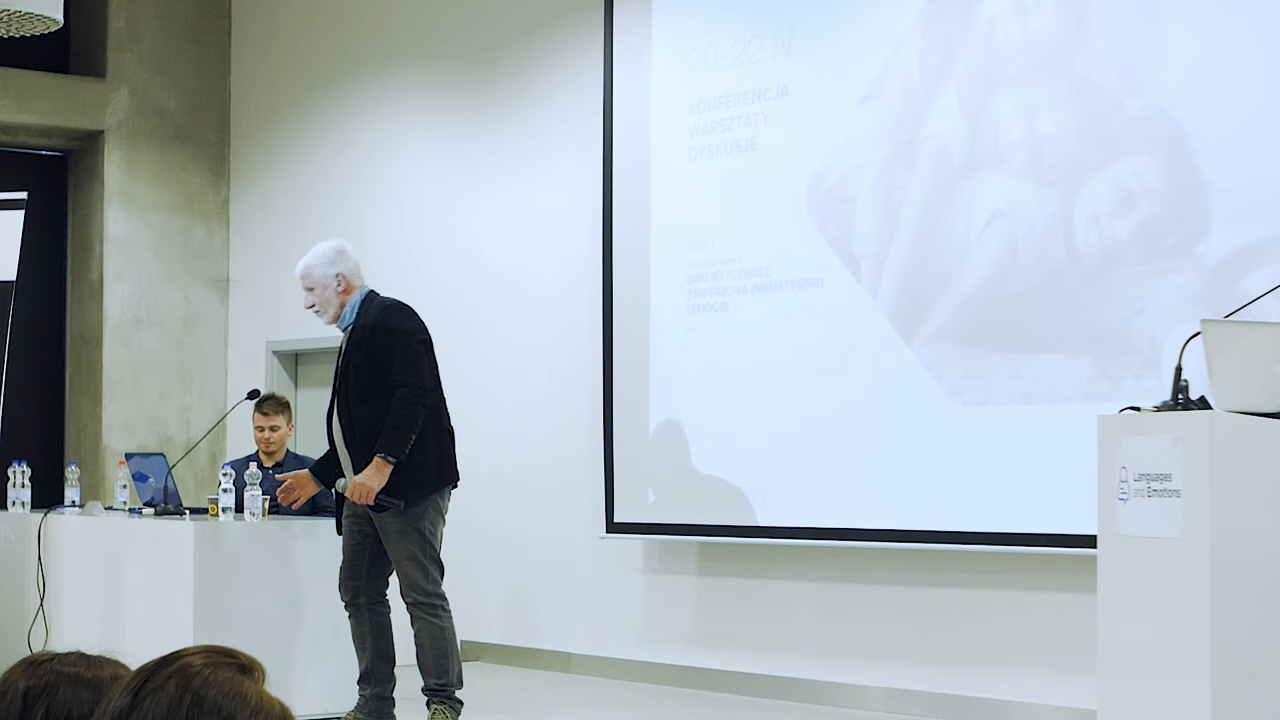 20-22 IV
KONFERENCJA
WARSZTATY
DYSKUSJE
DWUJĘZYCZNOŚĆ
ZAMIERZONA (NIENATYWNA)
I EMOCJE
Languages
and Emotions